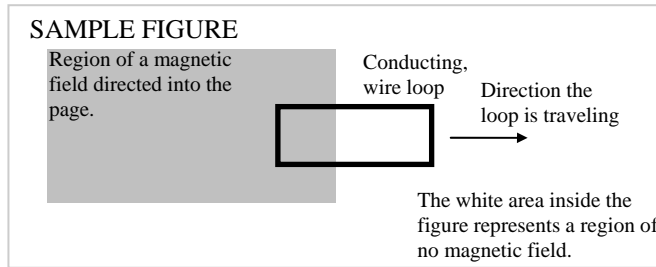 SAMPLE FIGURE
Region of a magnetic
field directed into the
page.
Conducting,
wire loop
Direction the
loop is traveling
The white area inside the
figure represents a region of
no magnetic field.